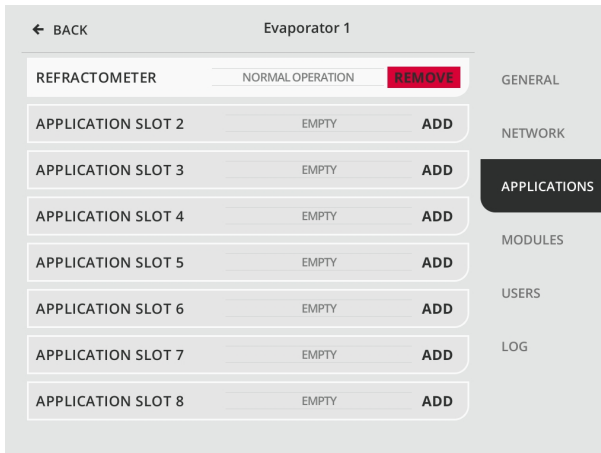 ← BACK Evaporator 1
REFRACTOMETER NORMAL OPERATION REMOVE
APPLICATION SLOT 2 EMPTY ADD
APPLICATION SLOT 3 EMPTY ADD
APPLICATION SLOT 4 EMPTY ADD
APPLICATION SLOT 5 EMPTY ADD
APPLICATION SLOT 6 EMPTY ADD
APPLICATION SLOT 7 EMPTY ADD
APPLICATION SLOT 8 EMPTY ADD
GENERAL
NETWORK
APPLICATIONS
MODULES
USERS
LOG